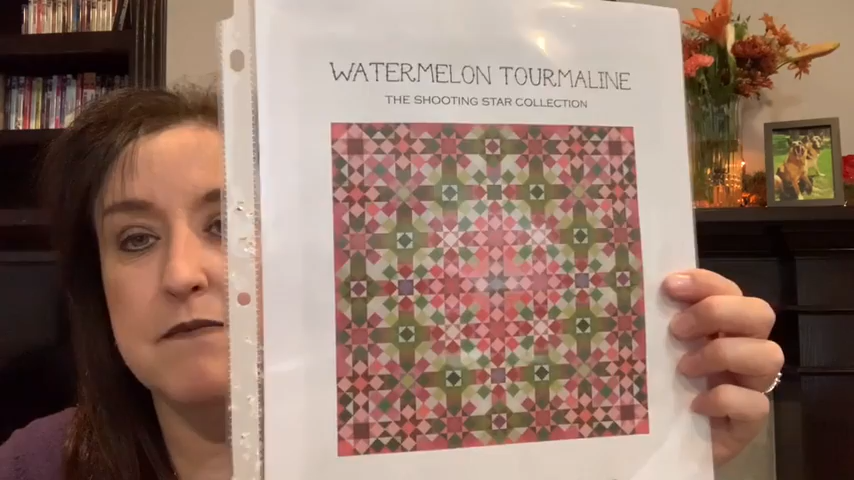 WATERMELON TOURMALINE
THE SHOOTING STAR COLLECTION